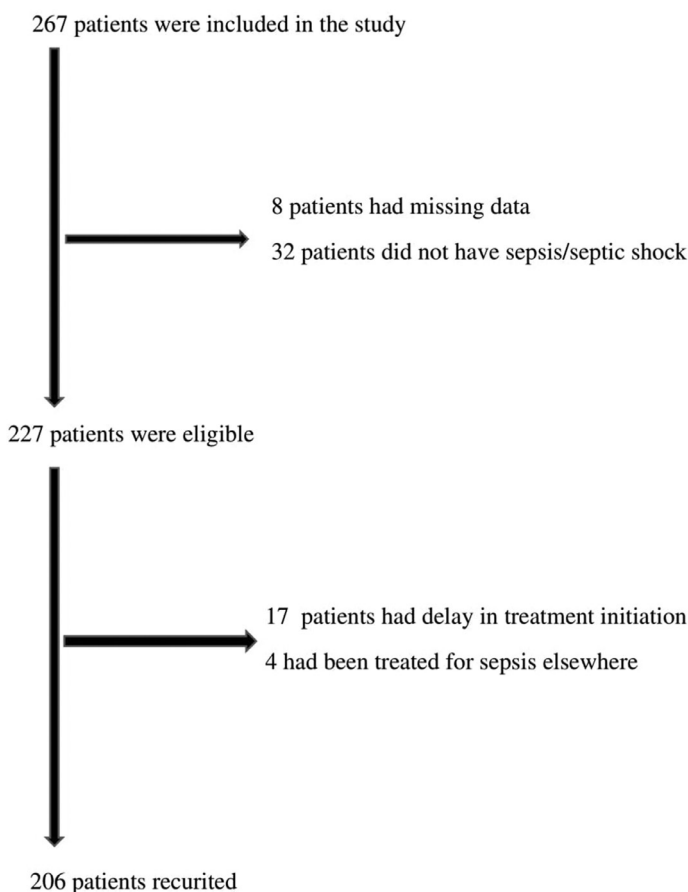 267 patients were included in the study
8 patients had missing data
32 patients did not have sepsis/septic shock
227 patients were eligible
17 patients had delay in treatment initiation
4 had been treated for sepsis elsewhere
206 patients recurited